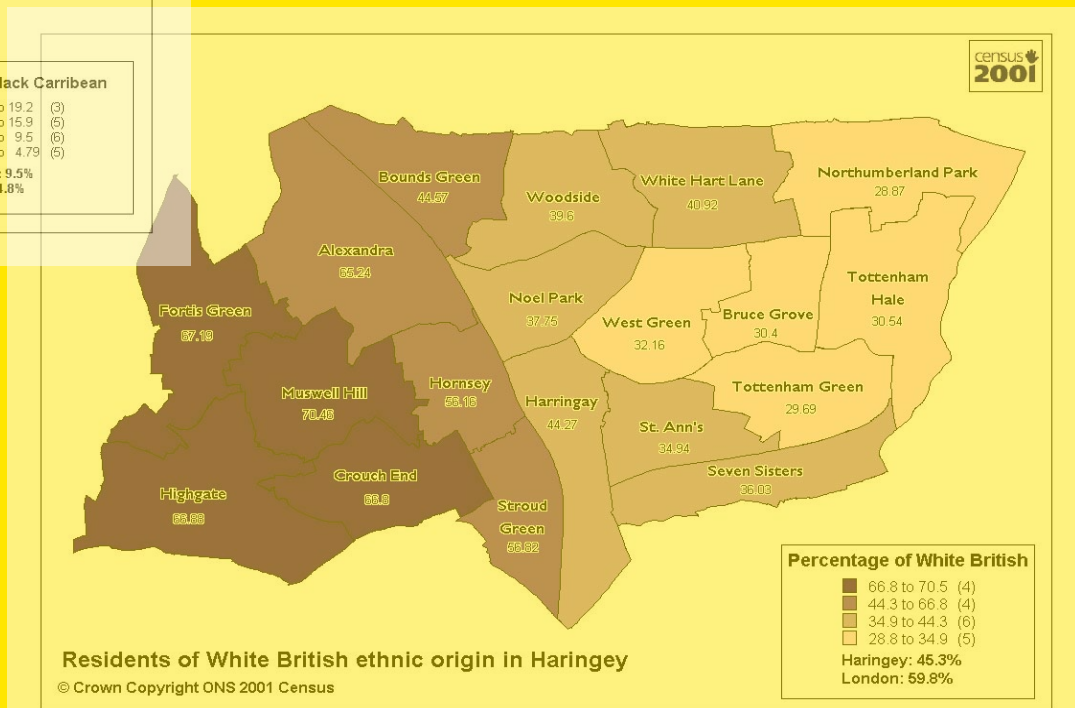 lack Carribean
o 19.2 (3)
o 15.9 (5)
o 9.5 (6)
o 4.79 (5)
: 9.5%
4.8%
census
2001
Bounds Green
44.57
Woodside
39.6
White Hart Lane
40.92
Northumberland Park
28.87
Alexandra
65.24
Fortis Green
67.19
Noel Park
37.75
West Green
32.16
Bruce Grove
30.4
Tottenham
Hale
30.54
Muswell Hill
70.46
Hornsey
56.16
Harringay
44.27
Tottenham Green
29.69
St. Ann's
34.94
Seven Sisters
36.03
Crouch End
66.8
Highgate
66.88
Stroud
Green
56.82
Percentage of White British
66.8 to 70.5 (4)
44.3 to 66.8 (4)
34.9 to 44.3 (6)
28.8 to 34.9 (5)
Haringey: 45.3%
London: 59.8%
Residents of White British ethnic origin in Haringey
© Crown Copyright ONS 2001 Census